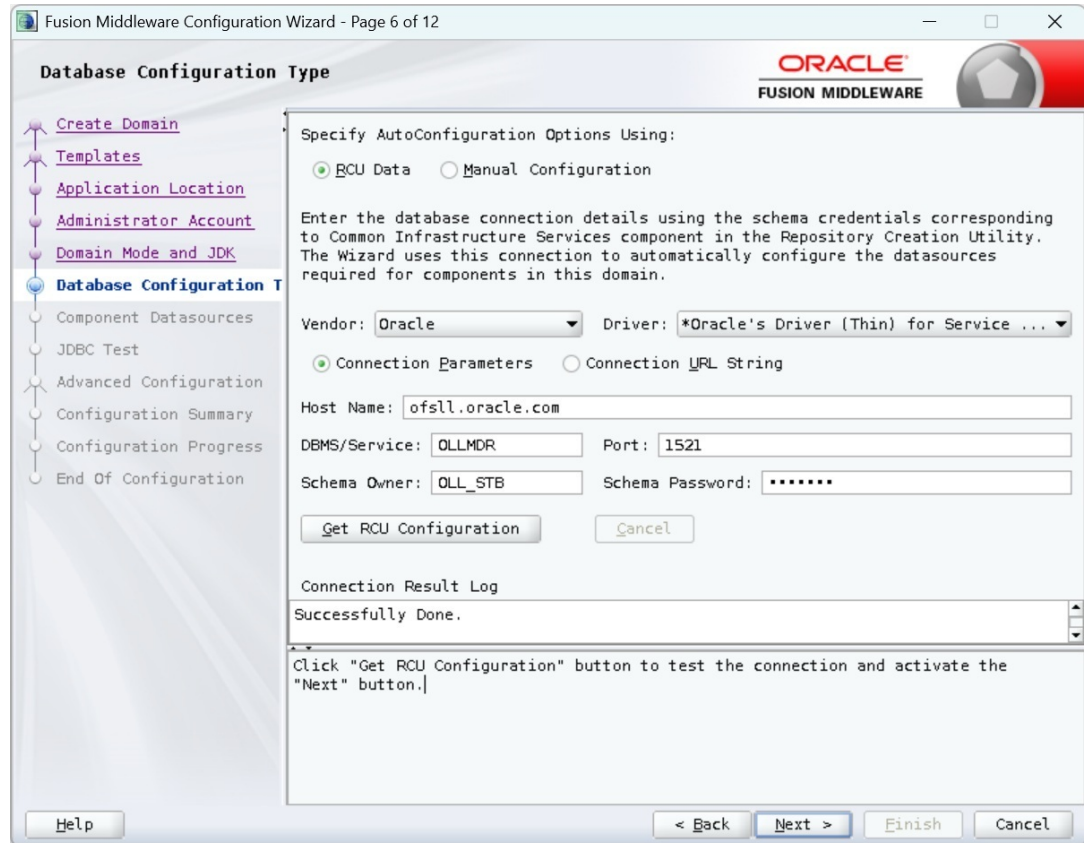 Fusion Middleware Configuration Wizard - Page 6 of 12
Database Configuration Type
ORACLE
FUSION MIDDLEWARE
Create Domain
Templates
Application Location
Administrator Account
Domain Mode and JDK
Database Configuration T
Component Datasources
JDBC Test
Advanced Configuration
Configuration Summary
Configuration Progress
End Of Configuration
Specify AutoConfiguration Options Using:
RCU Data Manual Configuration
Enter the database connection details using the schema credentials corresponding
to Common Infrastructure Services component in the Repository Creation Utility.
The Wizard uses this connection to automatically configure the datasources
required for components in this domain.
Vendor: Oracle Driver: *Oracle's Driver (Thin) for Service ...
Connection Parameters Connection URL String
Host Name: ofsll.oracle.com
DBMS/Service: OLLMDR Port: 1521
Schema Owner: OLL_STB Schema Password: •••••••
Get RCU Configuration Cancel
Connection Result Log
Successfully Done.
Click "Get RCU Configuration" button to test the connection and activate the
"Next" button.
Help < Back Next > Finish Cancel